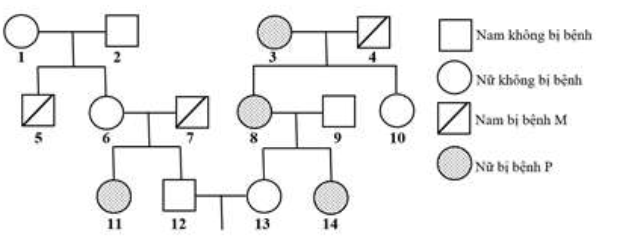 1 2 3 4
Nam không bị bệnh
Nữ không bị bệnh
5 6 7 8 9 10
Nam bị bệnh M
Nữ bị bệnh P
11 12 13 14